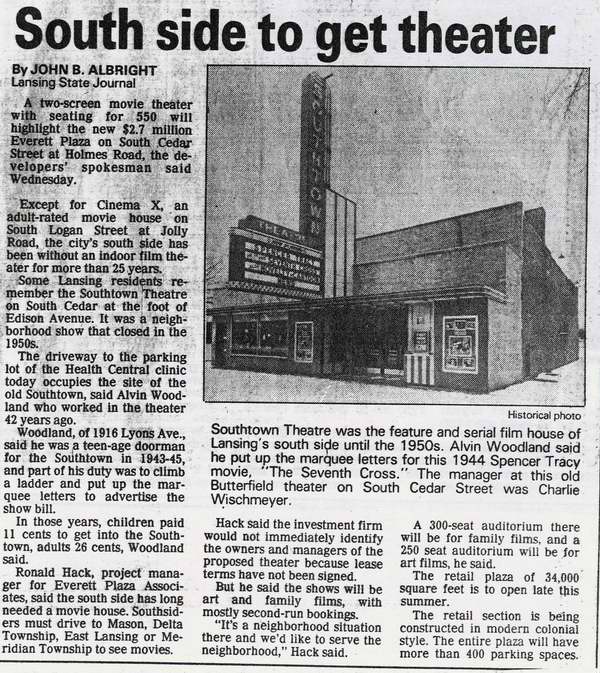 South side to get theater
By JOHN B. ALBRIGHT
Lansing State Journal
A two-screen movie theater
with seating for 550 will
highlight the new $2.7 million
Everett Plaza on South Cedar
Street at Holmes Road, the de-
velopers' spokesman said
Wednesday.
Except for Cinema X, an
adult-rated movie house on
South Logan Street at Jolly
Road, the city's south side has
been without an indoor film the-
ater for more than 25 years.
Some Lansing residents re-
member the Southtown Theatre
on South Cedar at the foot of
Edison Avenue. It was a neigh-
borhood show that closed in the
1950s.
The driveway to the parking
lot of the Health Central clinic
today occupies the site of the
old Southtown, said Alvin Wood-
land who worked in the theater
42 years ago.
Woodland, of 1916 Lyons Ave.,
said he was a teen-age doorman
for the Southtown in 1943-45,
and part of his duty was to climb
a ladder and put up the mar-
quee letters to advertise the
show bill.
In those years, children paid
11 cents to get into the South-
town, adults 26 cents, Woodland
said.
Ronald Hack, project mana-
ger for Everett Plaza Associ-
ates, said the south side has long
needed a movie house. Southsid-
ers must drive to Mason, Delta
Township, East Lansing or Me-
ridian Township to see movies.
SOUTHTOWN
THEATRE
SPENCER TRACY
SEVENTH CROSS
NOVELTY-CARTOON
NEWS
Historical photo
Southtown Theatre was the feature and serial film house of
Lansing's south side until the 1950s. Alvin Woodland said
he put up the marquee letters for this 1944 Spencer Tracy
movie, "The Seventh Cross." The manager at this old
Butterfield theater on South Cedar Street was Charlie
Wischmeyer.
Hack said the investment firm
would not immediately identify
the owners and managers of the
proposed theater because lease
terms have not been signed.
But he said the shows will be
art and family films, with
mostly second-run bookings.
"It's a neighborhood situation
there and we'd like to serve the
neighborhood," Hack said.
A 300-seat auditorium there
will be for family films, and a
250 seat auditorium will be for
art films, he said.
The retail plaza of 34,000
square feet is to open late this
summer.
The retail section is being
constructed in modern colonial
style. The entire plaza will have
more than 400 parking spaces.